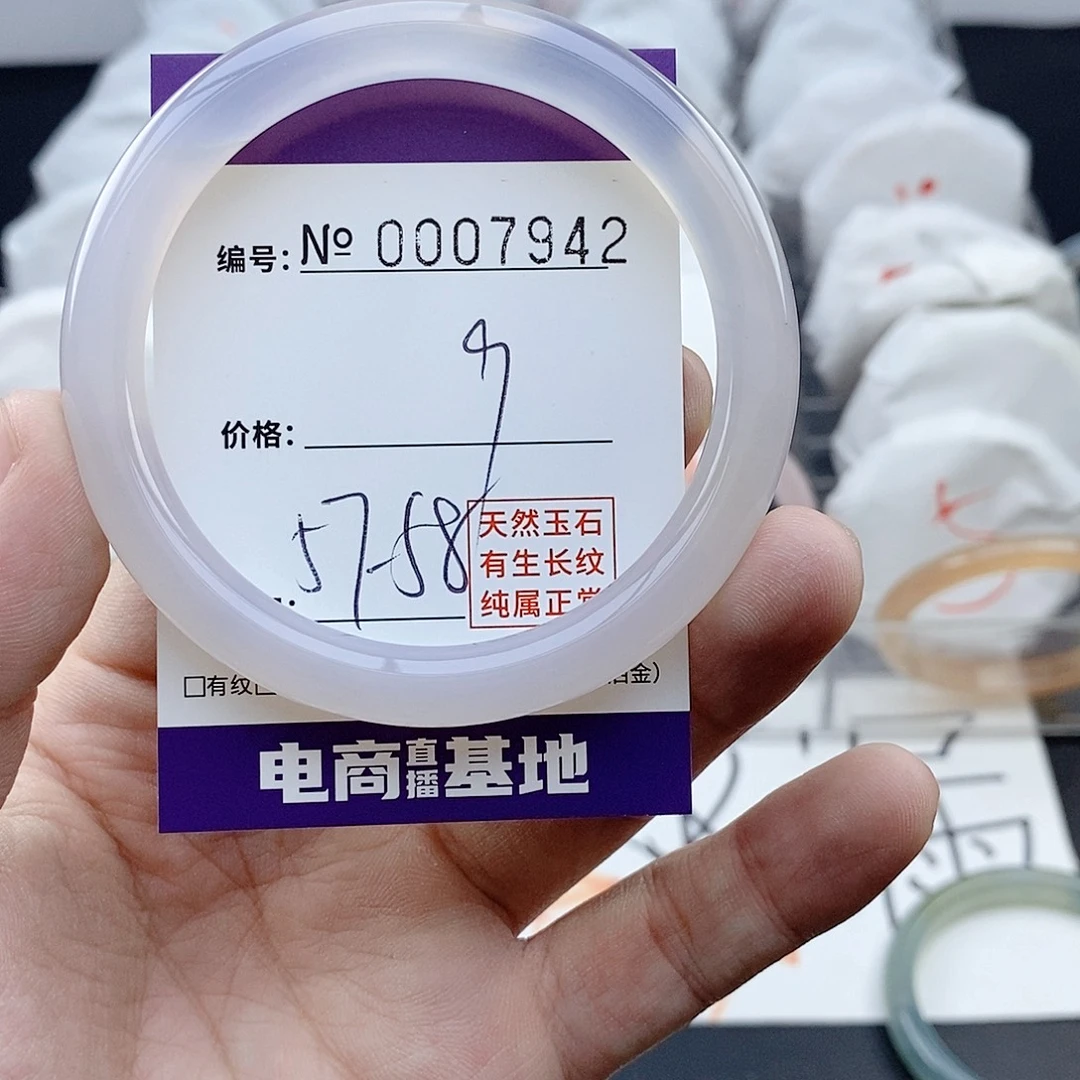 编号: № 0007942
价格:
57-58
天然玉石
有生长纹
纯属正常
□有纹
金）
电商直播基地